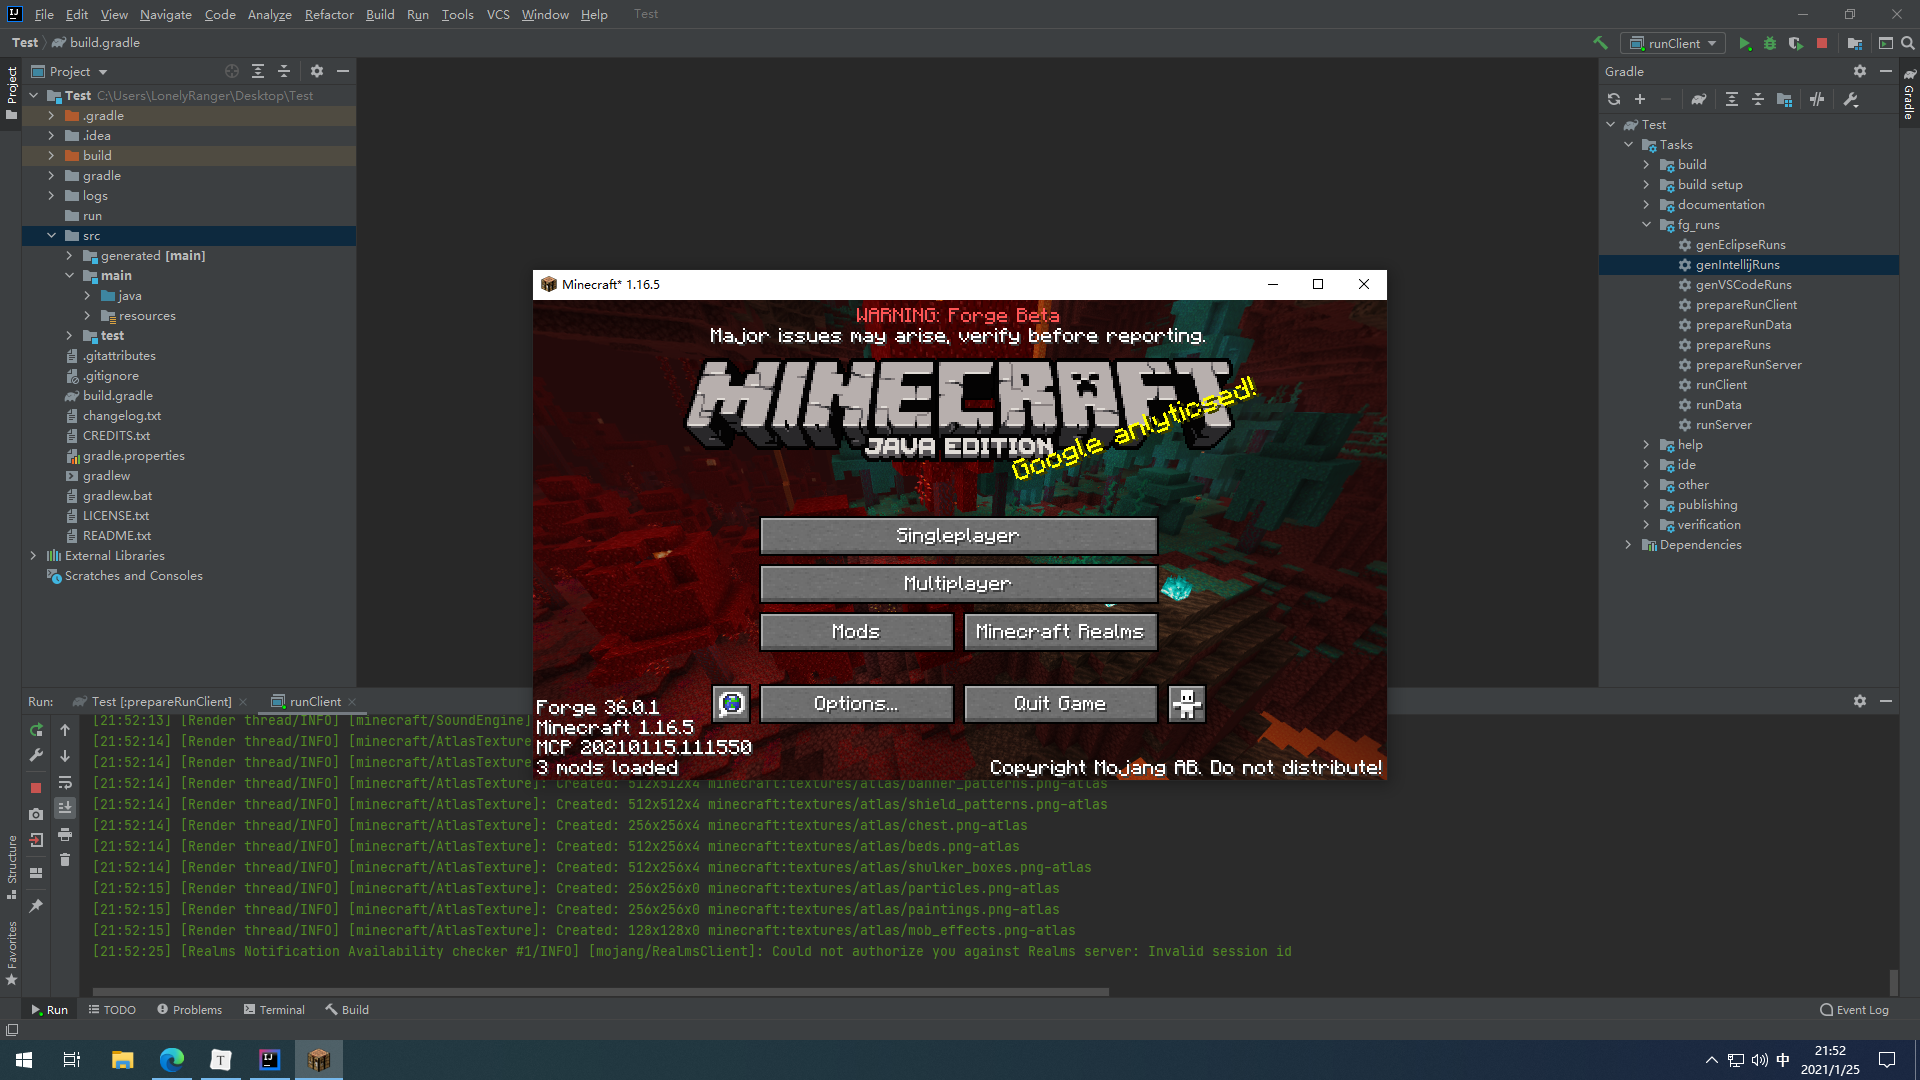 File Edit View Navigate Code Analyze Refactor Build Run Tools VCS Window Help Test
Test build.gradle
runClient
Project
Project
Test C:\Users\LonelyRanger\Desktop\Test
.gradle
.idea
build
gradle
logs
run
src
generated [main]
main
java
resources
test
.gitattributes
.gitignore
build.gradle
changelog.txt
CREDITS.txt
gradle.properties
gradlew
gradlew.bat
LICENSE.txt
README.txt
External Libraries
Scratches and Consoles
Minecraft* 1.16.5
WARNING: Forge Beta
Major issues may arise, verify before reporting.
MINECRAFT
JAVA EDITION
Google anlyticsed!
Singleplayer
Multiplayer
Mods
Minecraft Realms
Options...
Quit Game
Forge 36.0.1
Minecraft 1.16.5
MCP 20210115.111550
3 mods loaded
Copyright Mojang AB. Do not distribute!
Gradle
Gradle
Test
Tasks
build
build setup
documentation
fg_runs
genEclipseRuns
genIntellijRuns
genVSCodeRuns
prepareRunClient
prepareRunData
prepareRuns
prepareRunServer
runClient
runData
runServer
help
ide
other
publishing
verification
Dependencies
Run: Test [:prepareRunClient] runClient
[21:52:13] [Render thread/INFO] [minecraft/SoundEngine]
[21:52:14] [Render thread/INFO] [minecraft/AtlasTexture
[21:52:14] [Render thread/INFO] [minecraft/AtlasTexture
[21:52:14] [Render thread/INFO] [minecraft/AtlasTexture]: Created: 512x512x4 minecraft:textures/atlas/banner_patterns.png-atlas
[21:52:14] [Render thread/INFO] [minecraft/AtlasTexture]: Created: 512x512x4 minecraft:textures/atlas/shield_patterns.png-atlas
[21:52:14] [Render thread/INFO] [minecraft/AtlasTexture]: Created: 256x256x4 minecraft:textures/atlas/chest.png-atlas
[21:52:14] [Render thread/INFO] [minecraft/AtlasTexture]: Created: 512x256x4 minecraft:textures/atlas/beds.png-atlas
[21:52:14] [Render thread/INFO] [minecraft/AtlasTexture]: Created: 512x256x4 minecraft:textures/atlas/shulker_boxes.png-atlas
[21:52:15] [Render thread/INFO] [minecraft/AtlasTexture]: Created: 256x256x0 minecraft:textures/atlas/particles.png-atlas
[21:52:15] [Render thread/INFO] [minecraft/AtlasTexture]: Created: 256x256x0 minecraft:textures/atlas/paintings.png-atlas
[21:52:15] [Render thread/INFO] [minecraft/AtlasTexture]: Created: 128x128x0 minecraft:textures/atlas/mob_effects.png-atlas
[21:52:25] [Realms Notification Availability checker #1/INFO] [mojang/RealmsClient]: Could not authorize you against Realms server: Invalid session id
Structure
Favorites
Run TODO Problems Terminal Build Event Log
中
21:52
2021/1/25